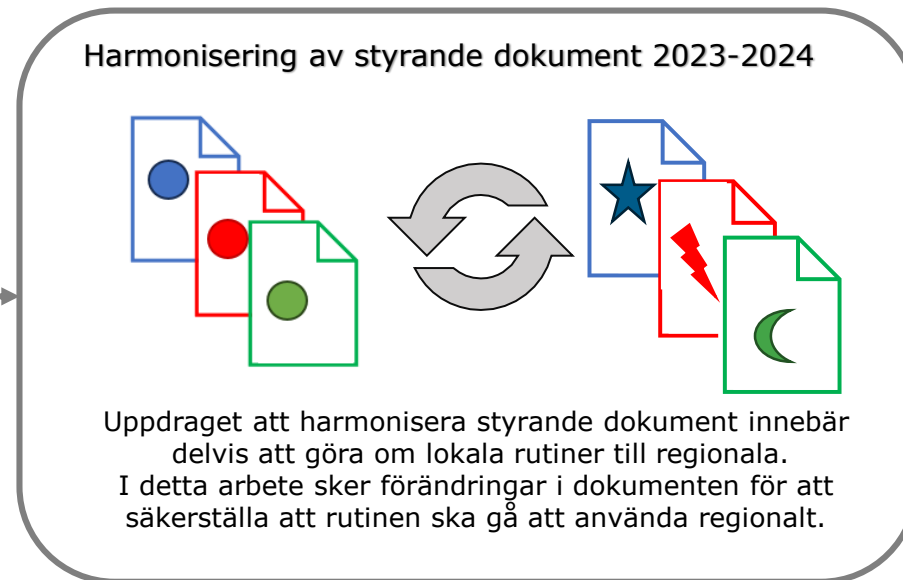 Harmonisering av styrande dokument 2023-2024
Uppdraget att harmonisera styrande dokument innebär
delvis att göra om lokala rutiner till regionala.
I detta arbete sker förändringar i dokumenten för att
säkerställa att rutinen ska gå att använda regionalt.